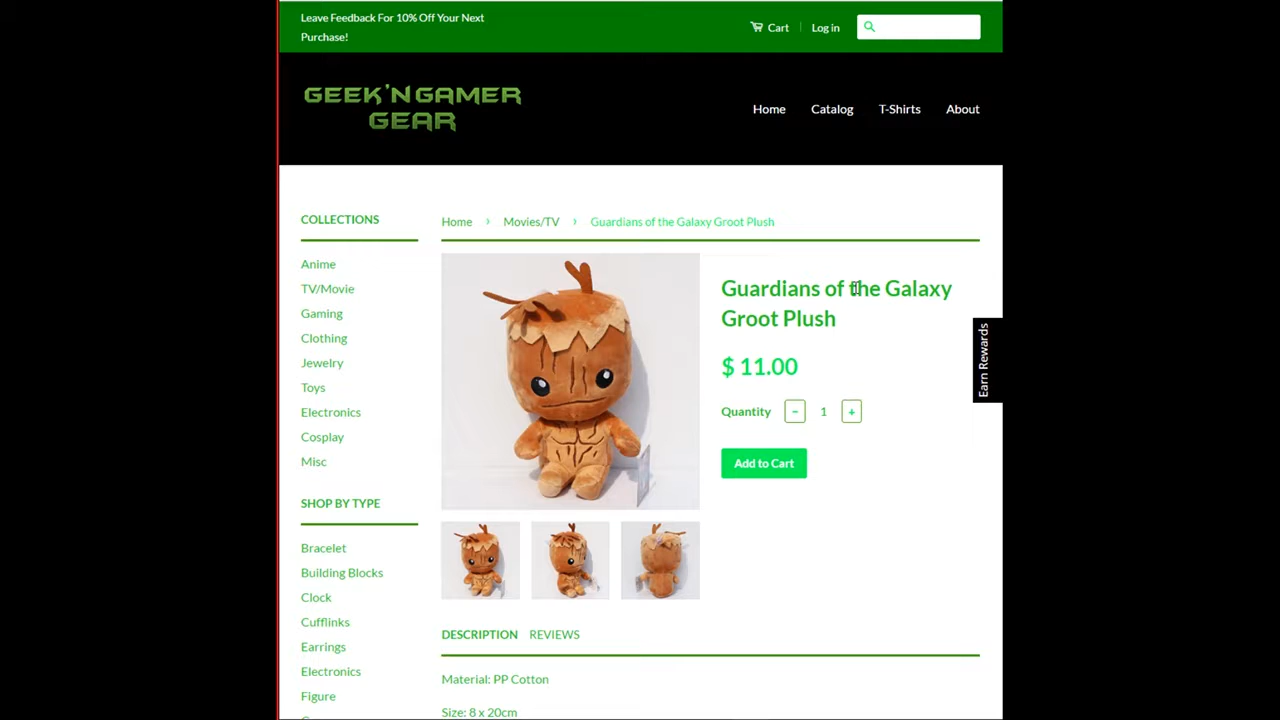 Leave Feedback For 10% Off Your Next
Purchase!
Cart
Log in
GEEK'N GAMER
GEAR
Home
Catalog
T-Shirts
About
COLLECTIONS
Anime
TV/Movie
Gaming
Clothing
Jewelry
Toys
Electronics
Cosplay
Misc
SHOP BY TYPE
Bracelet
Building Blocks
Clock
Cufflinks
Earrings
Electronics
Figure
Home › Movies/TV › Guardians of the Galaxy Groot Plush
Guardians of the Galaxy
Groot Plush
$ 11.00
Quantity − 1 +
Add to Cart
Earn Rewards
DESCRIPTION REVIEWS
Material: PP Cotton
Size: 8 x 20cm